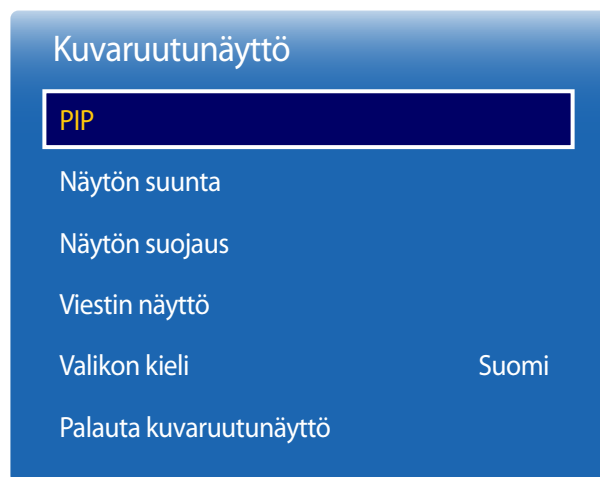 Kuvaruutunäyttö
PIP
Näytön suunta
Näytön suojaus
Viestin näyttö
Valikon kieli Suomi
Palauta kuvaruutunäyttö